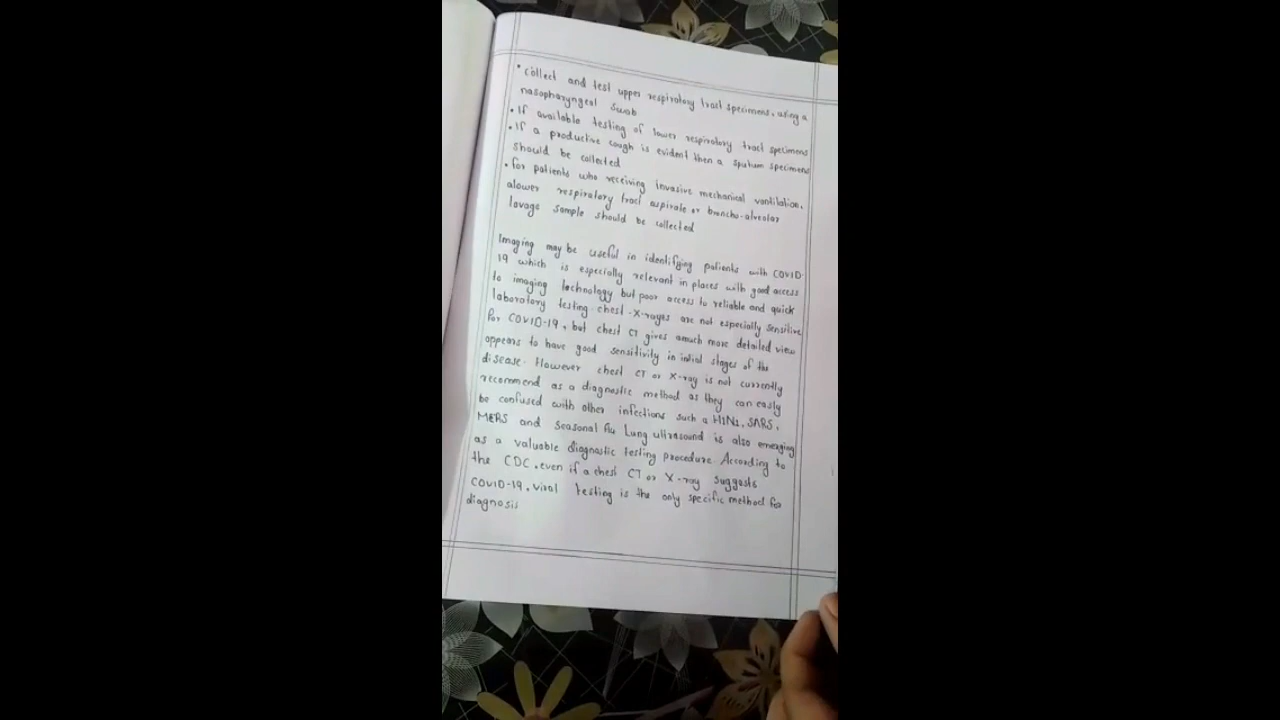 • collect and test upper respiratory tract specimens, using a
nasopharyngeal swab
• If available testing of lower respiratory tract specimens
• If a productive cough is evident then a sputum specimens
should be collected
• for patients who receiving invasive mechanical vantilation,
alower respiratory tract aspirate or broncho-alveolar
lavage sample should be collected
Imaging may be useful in identifying patients with COVID-
19 which is especially relevant in places with good access
to imaging technology but poor access to reliable and quick
laboratory testing. chest-X-rayes are not especially sensitive
for COVID-19, but chest CT gives amuch more detailed view
appears to have good sensitivity in initial stages of the
disease. However chest CT or X-ray is not currently
recommend as a diagnostic method as they can easily
be confused with other infections such a H1N1, SARS,
MERS and seasonal flu Lung ultrasound is also emerging
as a valuable diagnostic testing procedure. According to
the CDC, even if a chest CT or X-ray suggests
COVID-19, viral testing is the only specific method for
diagnosis